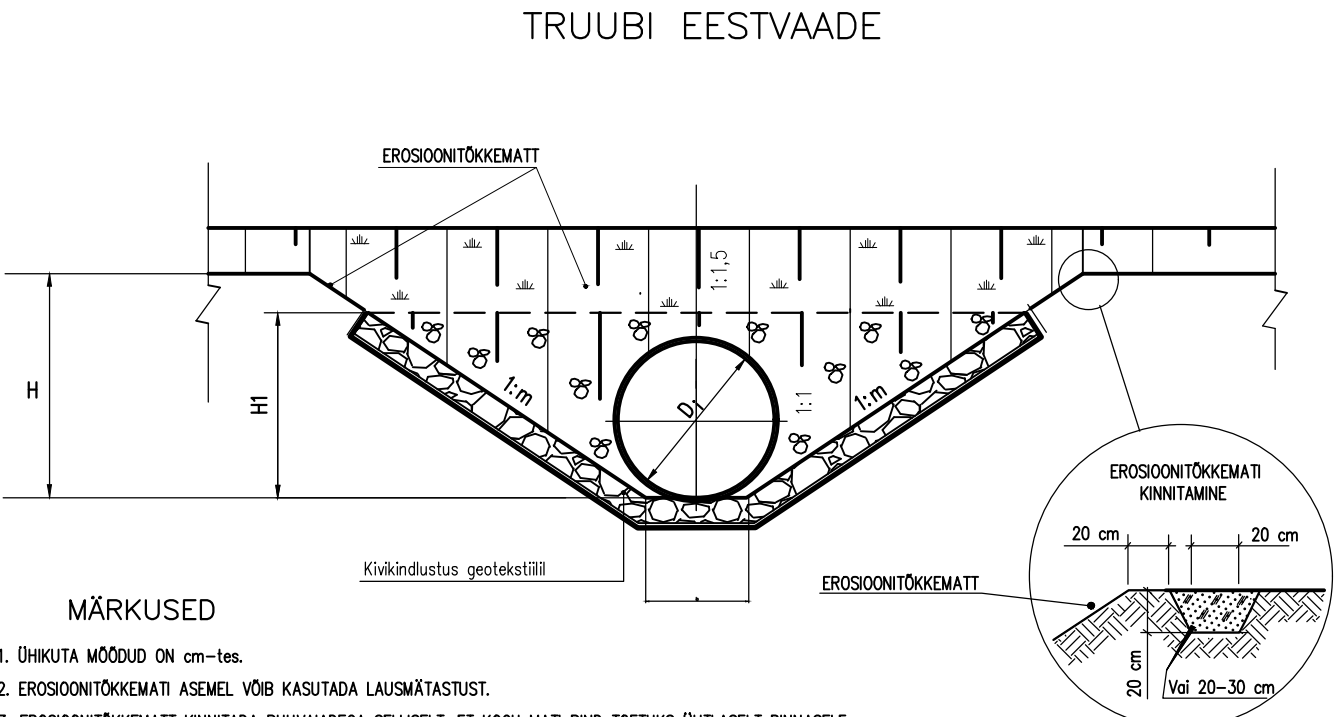 TRUUBI EESTVAADE
EROSIOONITÕKKEMATT
1:1,5
H
H1
1:m
Di
1:1
1:m
EROSIOONITÕKKEMATI
KINNITAMINE
20 cm
20 cm
Kivikindlustus geotekstiilil
EROSIOONITÕKKEMATT
20 cm
Vai 20-30 cm
MÄRKUSED
1. ÜHIKUTA MÕÕDUD ON cm-tes.
2. EROSIOONITÕKKEMATI ASEMEL VÕIB KASUTADA LAUSMÄTASTUST.